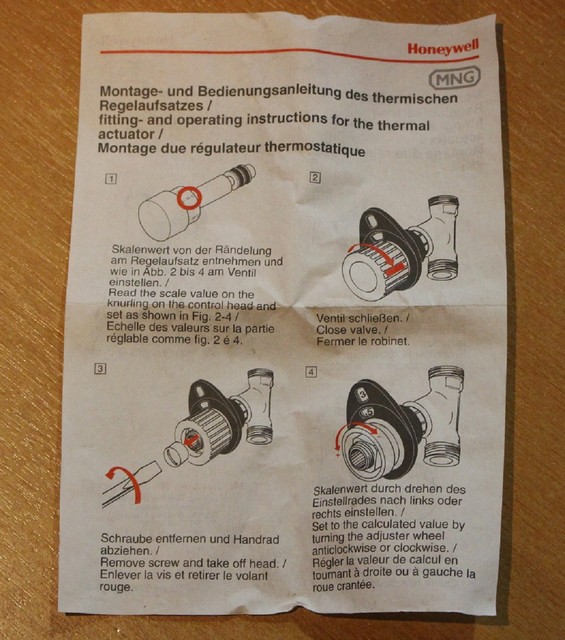 Honeywell
MNG
Montage- und Bedienungsanleitung des thermischen
Regelaufsatzes /
fitting- and operating instructions for the thermal
actuator /
Montage due régulateur thermostatique
1
Skalenwert von der Rändelung
am Regelaufsatz entnehmen und
wie in Abb. 2 bis 4 am Ventil
einstellen. /
Read the scale value on the
knurling on the control head and
set as shown in Fig. 2-4 /
Echelle des valeurs sur la partie
réglable comme fig. 2 é 4.
2
Ventil schließen. /
Close valve. /
Fermer le robinet.
3
Schraube entfernen und Handrad
abziehen. /
Remove screw and take off head. /
Enlever la vis et retirer le volant
rouge.
4
Skalenwert durch drehen des
Einstellrades nach links oder
rechts einstellen. /
Set to the calculated value by
turning the adjuster wheel
anticlockwise or clockwise. /
Régler la valeur de calcul en
tournant à droite ou à gauche la
roue crantée.